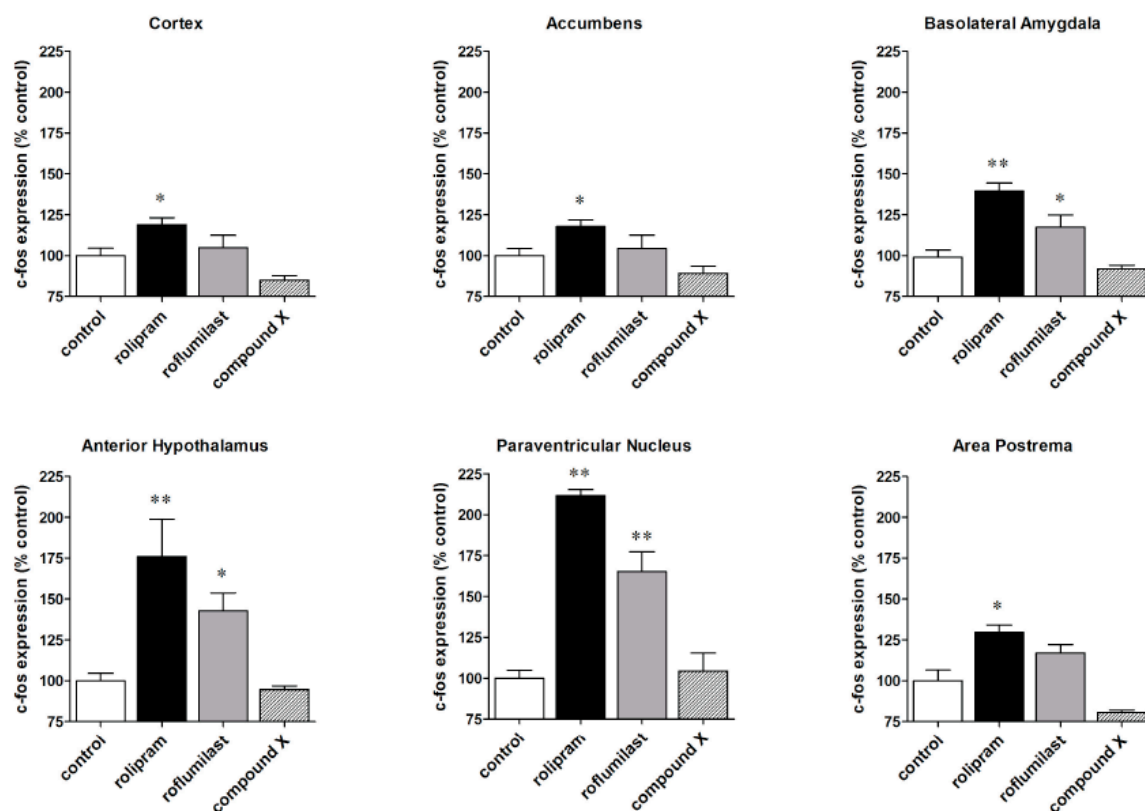 Cortex
c-fos expression (% control)
225
200
175
150
125
100
75
*
control
rolipram
roflumilast
compound X
Accumbens
c-fos expression (% control)
225
200
175
150
125
100
75
*
control
rolipram
roflumilast
compound X
Basolateral Amygdala
c-fos expression (% control)
225
200
175
150
125
100
75
**
*
control
rolipram
roflumilast
compound X
Anterior Hypothalamus
c-fos expression (% control)
225
200
175
150
125
100
75
**
*
control
rolipram
roflumilast
compound X
Paraventricular Nucleus
c-fos expression (% control)
225
200
175
150
125
100
75
**
**
control
rolipram
roflumilast
compound X
Area Postrema
c-fos expression (% control)
225
200
175
150
125
100
75
*
control
rolipram
roflumilast
compound X